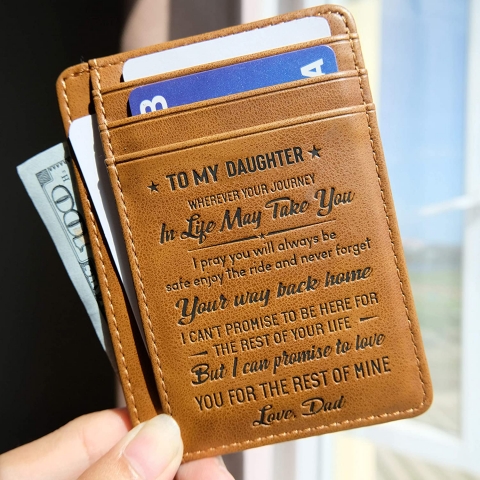 B
A
100
★ TO MY DAUGHTER ★
WHEREVER YOUR JOURNEY
In Life May Take You
I pray you will always be
safe enjoy the ride and never forget
Your way back home
I CAN'T PROMISE TO BE HERE FOR
THE REST OF YOUR LIFE
But I can promise to love
YOU FOR THE REST OF MINE
Love, Dad